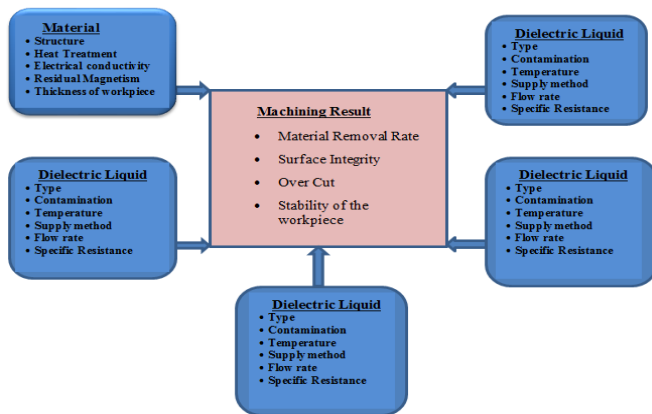 Material
• Structure
• Heat Treatment
• Electrical conductivity
• Residual Magnetism
• Thickness of workpiece
Dielectric Liquid
• Type
• Contamination
• Temperature
• Supply method
• Flow rate
• Specific Resistance
Machining Result
• Material Removal Rate
• Surface Integrity
• Over Cut
• Stability of the
workpiece
Dielectric Liquid
• Type
• Contamination
• Temperature
• Supply method
• Flow rate
• Specific Resistance
Dielectric Liquid
• Type
• Contamination
• Temperature
• Supply method
• Flow rate
• Specific Resistance
Dielectric Liquid
• Type
• Contamination
• Temperature
• Supply method
• Flow rate
• Specific Resistance